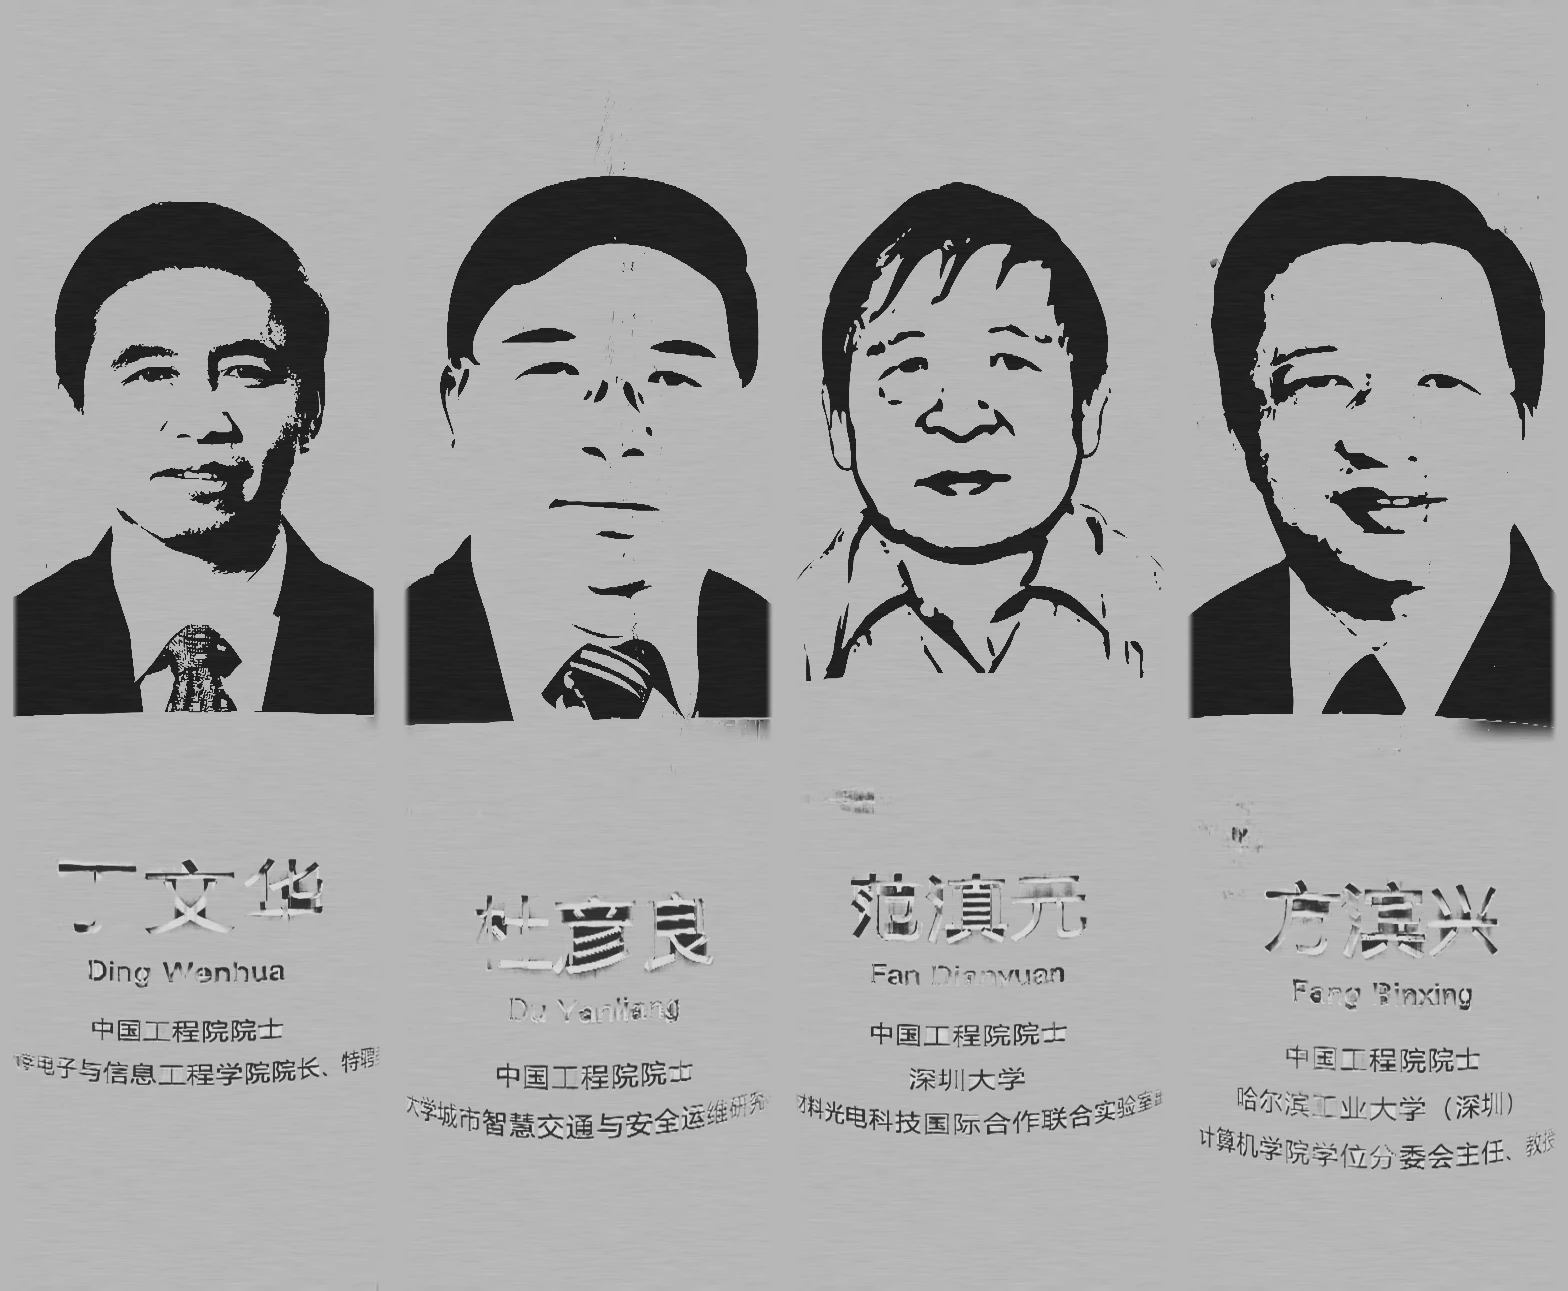 丁文华
Ding Wenhua
中国工程院院士
学电子与信息工程学院院长、特聘
杜彦良
Du Yanliang
中国工程院院士
大学城市智慧交通与安全运维研究
范滇元
Fan Dianyuan
中国工程院院士
深圳大学
材料光电科技国际合作联合实验室
方滨兴
Fang Binxing
中国工程院院士
哈尔滨工业大学（深圳）
计算机学院学位分委会主任、教授